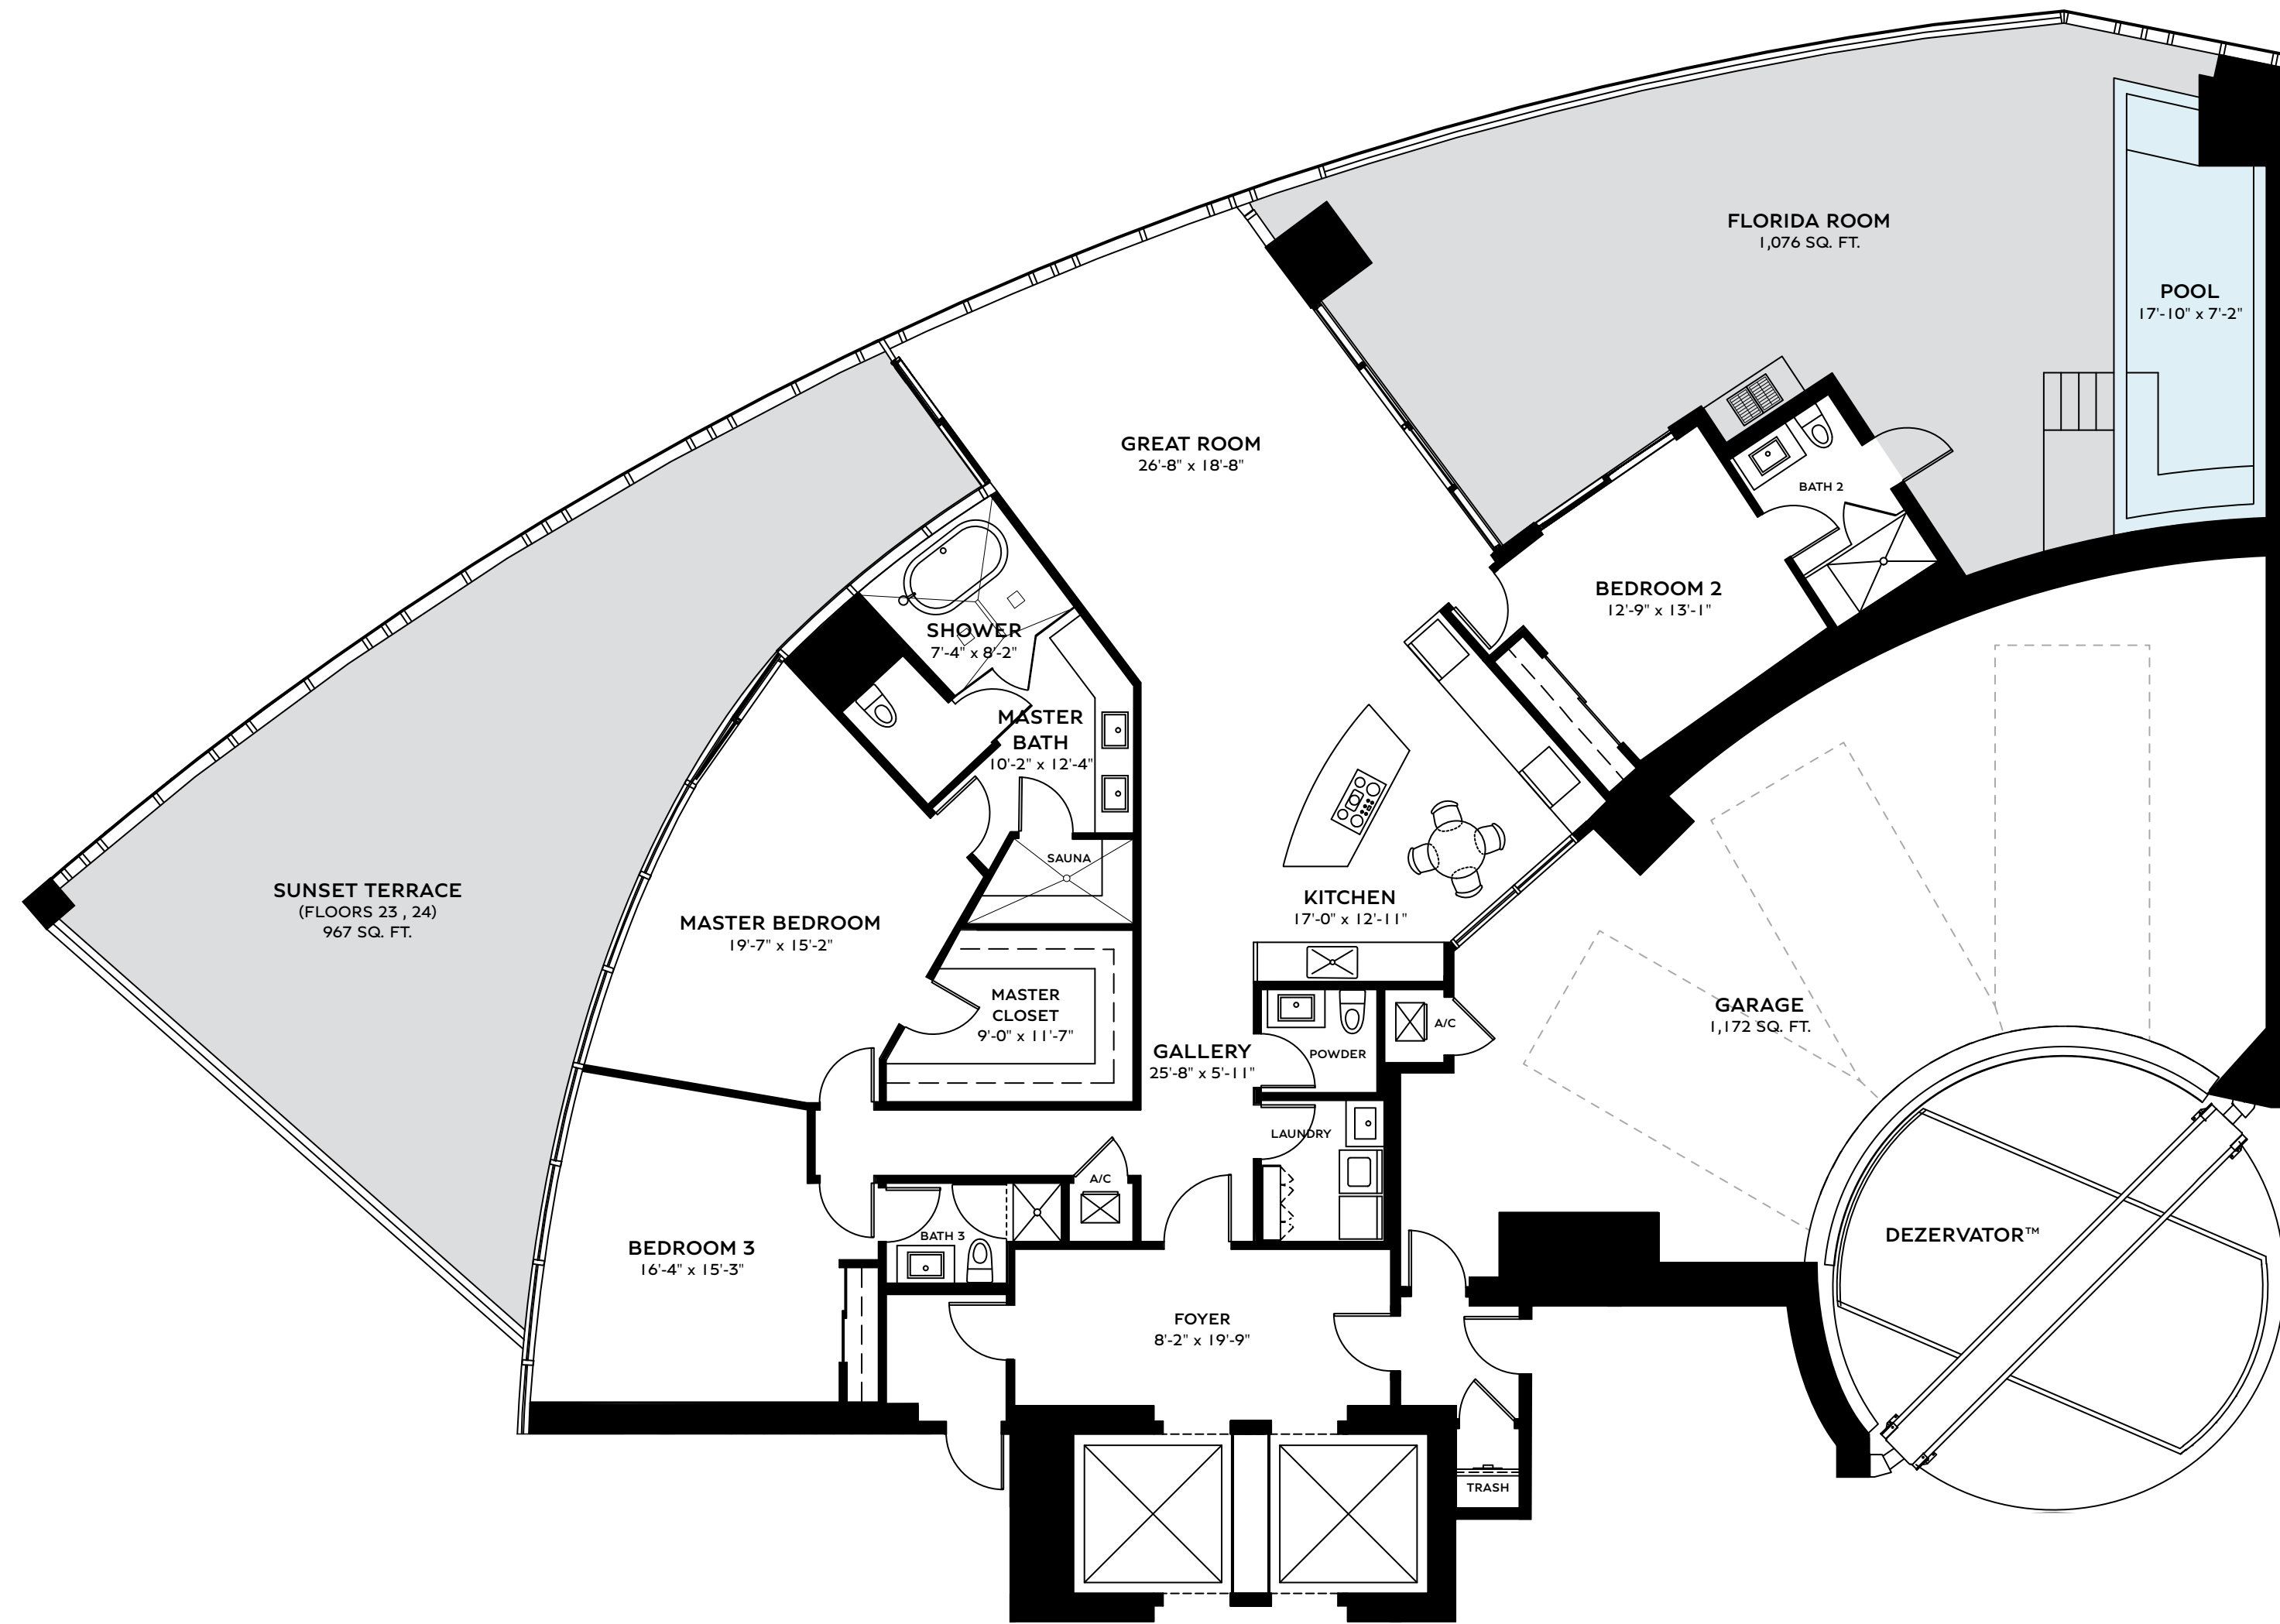 FLORIDA ROOM
1,076 SQ. FT.
POOL
17'-10" x 7'-2"
GREAT ROOM
26'-8" x 18'-8"
BATH 2
BEDROOM 2
12'-9" x 13'-1"
SHOWER
7'-4" x 8'-2"
MASTER
BATH
10'-2" x 12'-4"
SAUNA
SUNSET TERRACE
(FLOORS 23 , 24)
967 SQ. FT.
MASTER BEDROOM
19'-7" x 15'-2"
KITCHEN
17'-0" x 12'-11"
MASTER
CLOSET
9'-0" x 11'-7"
GALLERY
25'-8" x 5'-11"
POWDER
A/C
GARAGE
1,172 SQ. FT.
LAUNDRY
A/C
BATH 3
BEDROOM 3
16'-4" x 15'-3"
DEZERVATOR™
FOYER
8'-2" x 19'-9"
TRASH